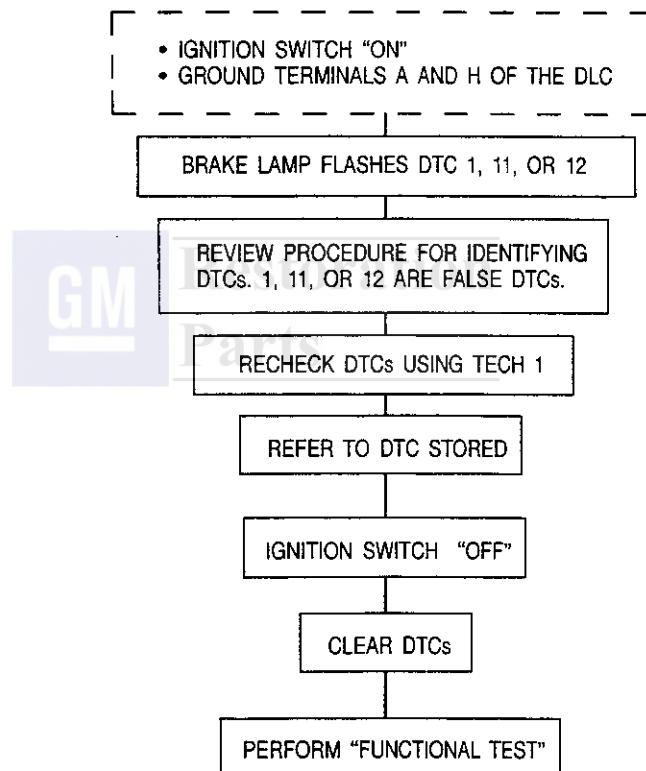 • IGNITION SWITCH “ON”
• GROUND TERMINALS A AND H OF THE DLC
BRAKE LAMP FLASHES DTC 1, 11, OR 12
REVIEW PROCEDURE FOR IDENTIFYING
DTCs. 1, 11, OR 12 ARE FALSE DTCs.
GM
Restoration
Parts
RECHECK DTCs USING TECH 1
REFER TO DTC STORED
IGNITION SWITCH “OFF”
CLEAR DTCs
PERFORM “FUNCTIONAL TEST”